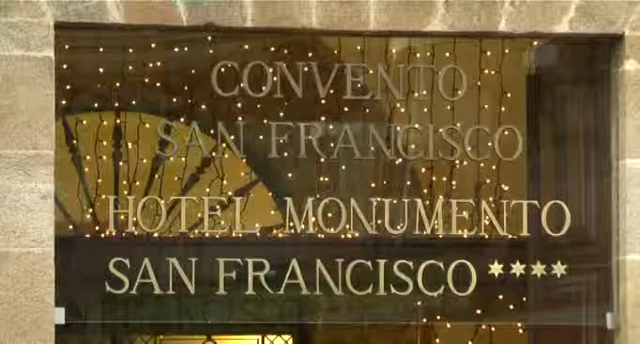 CONVENTO
SAN FRANCISCO
HOTEL MONUMENTO
SAN FRANCISCO ****